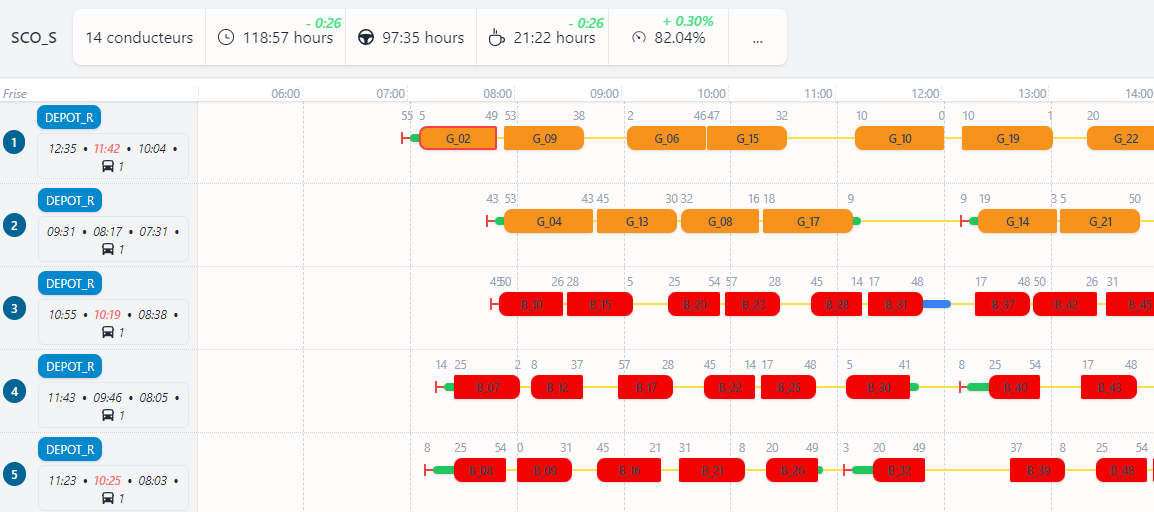 - 0:26 - 0:26 + 0.30%
SCO_S 14 conducteurs 118:57 hours 97:35 hours 21:22 hours 82.04% ...
Frise 06:00 07:00 08:00 09:00 10:00 11:00 12:00 13:00 14:00
DEPOT_R 55 5 49 53 38 2 46 47 32 10 0 10 1 20
1 12:35 • 11:42 • 10:04 • G_02 G_09 G_06 G_15 G_10 G_19 G_22
1
DEPOT_R 43 53 43 45 30 32 16 18 9 9 19 3 5 50
2 09:31 • 08:17 • 07:31 • G_04 G_13 G_08 G_17 G_14 G_21
1
DEPOT_R 45 50 26 28 5 25 54 57 28 45 14 17 48 17 48 50 26 31
3 10:55 • 10:19 • 08:38 • B_10 B_15 B_20 B_23 B_28 B_31 B_37 B_42 B_45
1
DEPOT_R 14 25 2 8 37 57 28 45 14 17 48 5 41 8 25 54 17 48
4 11:43 • 09:46 • 08:05 • B_07 B_12 B_17 B_22 B_25 B_30 B_40 B_43
1
DEPOT_R 8 25 54 0 31 45 21 31 8 20 49 3 20 49 37 8 25 54
5 11:23 • 10:25 • 08:03 • B_08 B_09 B_16 B_21 B_26 B_32 B_39 B_48
1